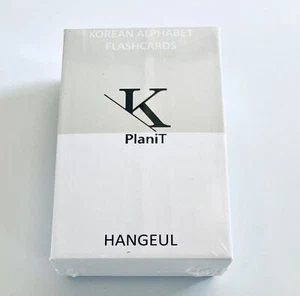 KOREAN ALPHABET
FLASHCARDS
K
PlaniT
HANGEUL